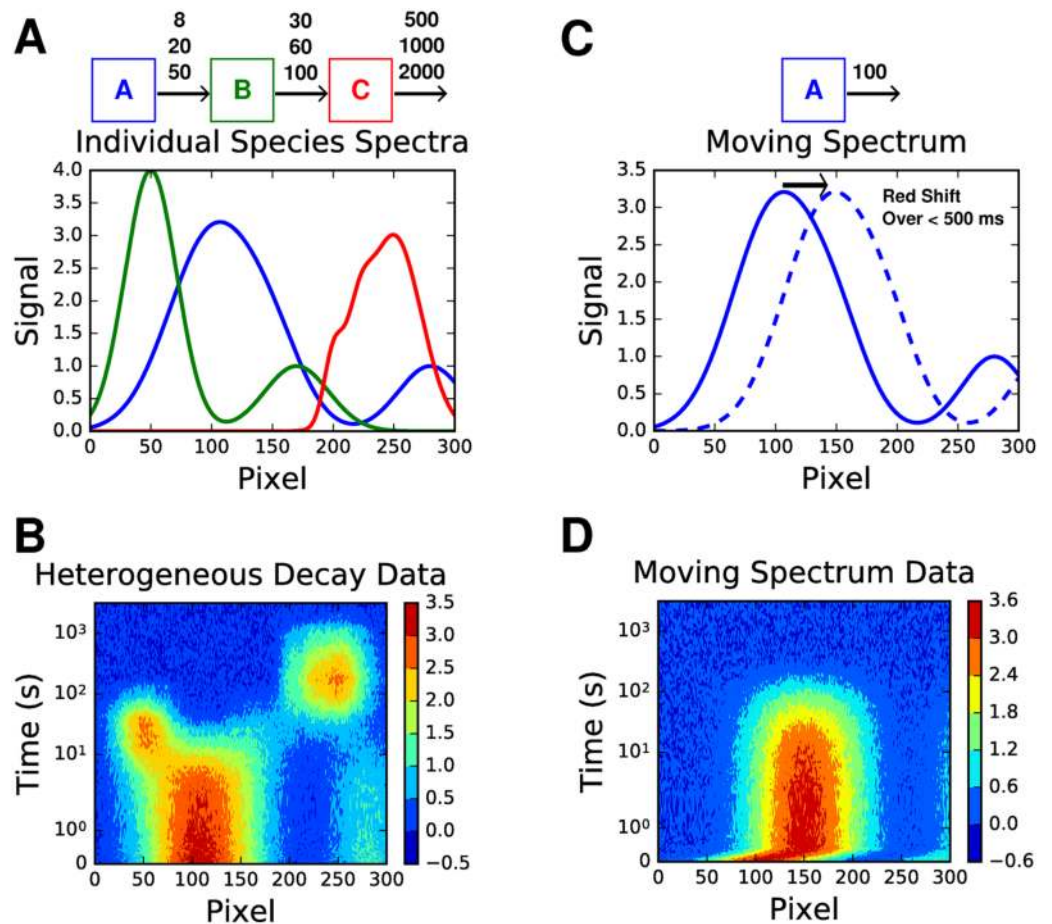 A
8
20
50
30
60
100
500
1000
2000
A
B
C
Individual Species Spectra
4.0
3.5
3.0
2.5
2.0
1.5
1.0
0.5
0.0
Signal
0 50 100 150 200 250 300
Pixel
C
A
100
Moving Spectrum
3.5
3.0
2.5
2.0
1.5
1.0
0.5
0.0
Signal
Red Shift
Over < 500 ms
0 50 100 150 200 250 300
Pixel
B
Heterogeneous Decay Data
10³
10²
10¹
10⁰
0
Time (s)
0 50 100 150 200 250 300
Pixel
3.5
3.0
2.5
2.0
1.5
1.0
0.5
0.0
−0.5
D
Moving Spectrum Data
10³
10²
10¹
10⁰
0
Time (s)
0 50 100 150 200 250 300
Pixel
3.6
3.0
2.4
1.8
1.2
0.6
0.0
−0.6